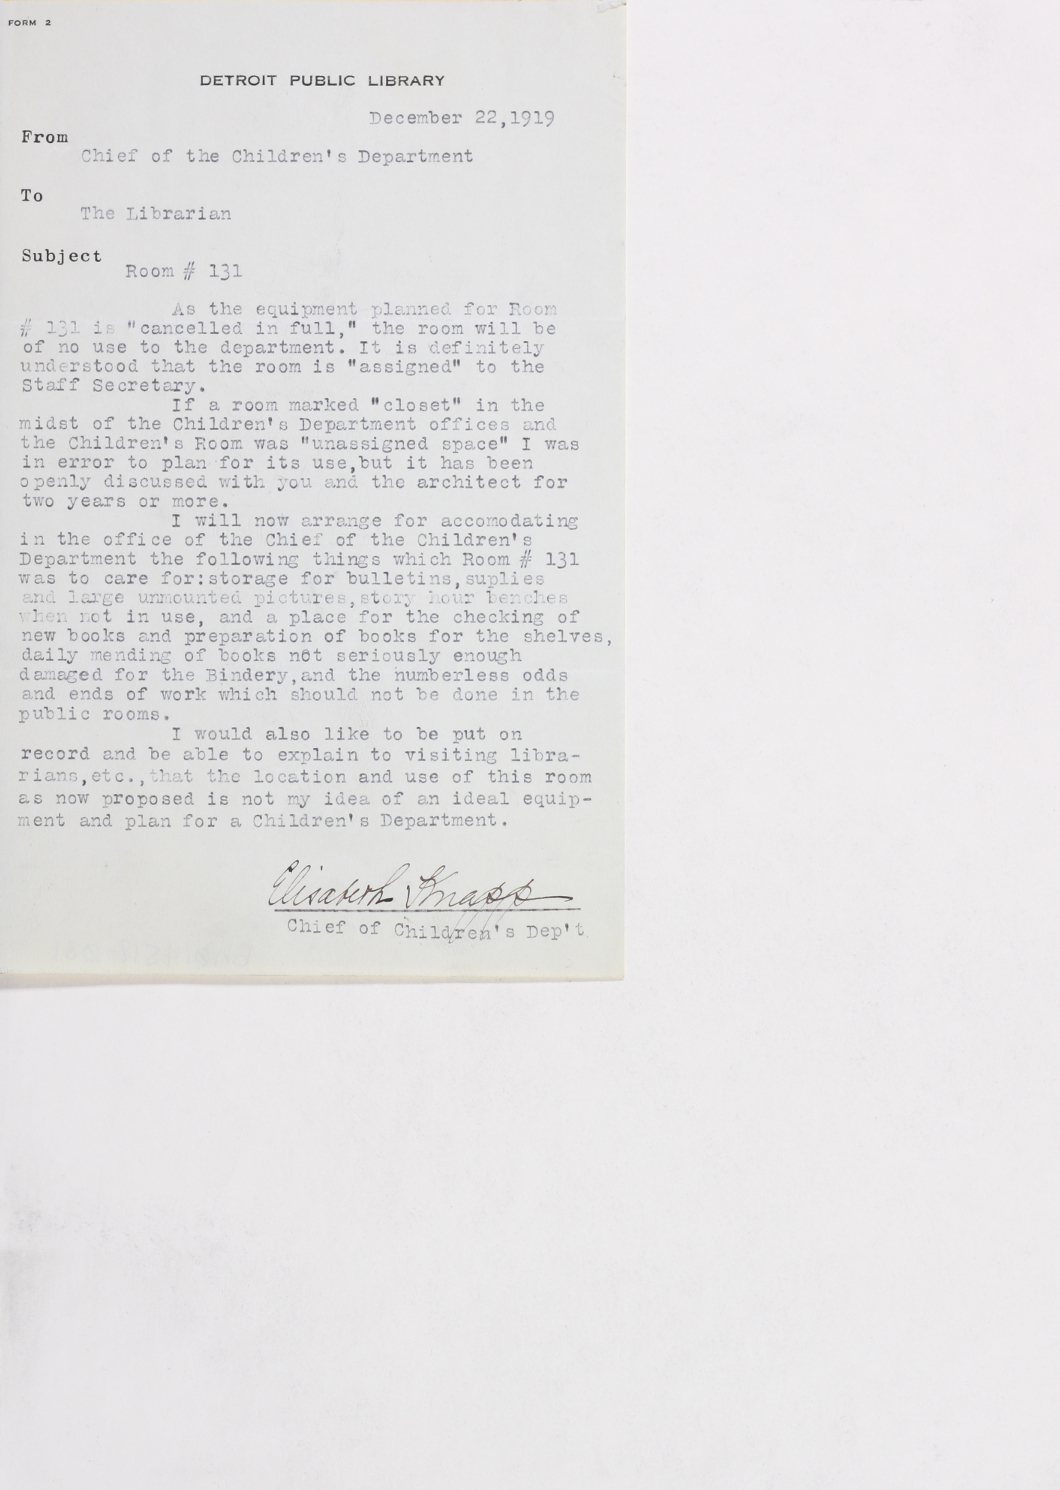 FORM 2
DETROIT PUBLIC LIBRARY
December 22,1919
From
Chief of the Children's Department
To
The Librarian
Subject
Room # 131
As the equipment planned for Room
# 131 is "cancelled in full," the room will be
of no use to the department. It is definitely
understood that the room is "assigned" to the
Staff Secretary.
If a room marked "closet" in the
midst of the Children's Department offices and
the Children's Room was "unassigned space" I was
in error to plan for its use,but it has been
openly discussed with you and the architect for
two years or more.
I will now arrange for accomodating
in the office of the Chief of the Children's
Department the following things which Room # 131
was to care for:storage for bulletins,suplies
and large unmounted pictures,story hour benches
when not in use, and a place for the checking of
new books and preparation of books for the shelves,
daily mending of books not seriously enough
damaged for the Bindery,and the numberless odds
and ends of work which should not be done in the
public rooms.
I would also like to be put on
record and be able to explain to visiting libra-
rians,etc.,that the location and use of this room
as now proposed is not my idea of an ideal equip-
ment and plan for a Children's Department.
Elisabeth Knapp
Chief of Children's Dep't